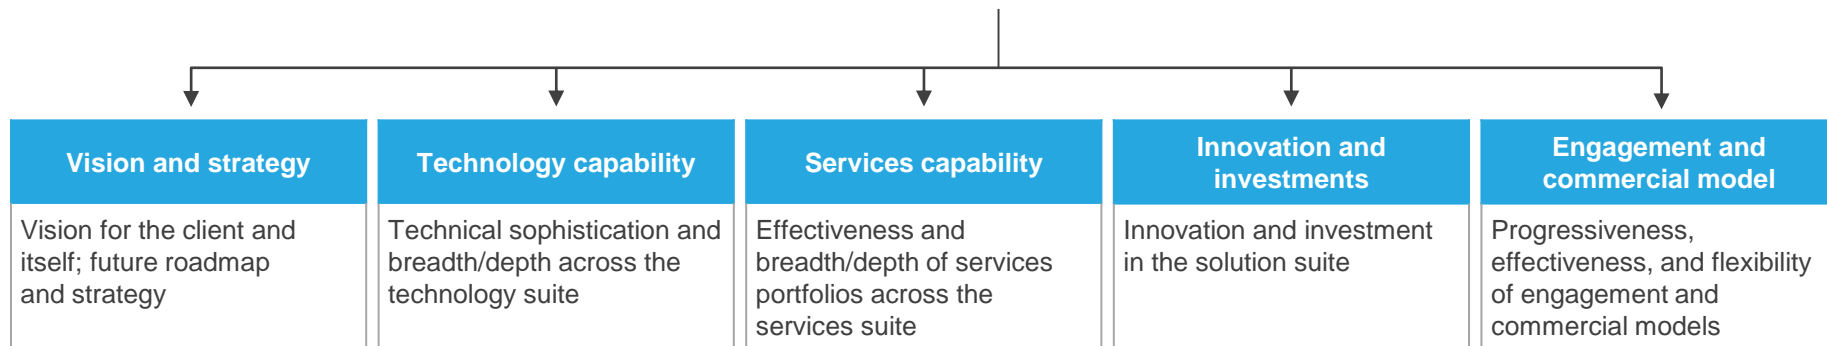 Vision and strategy
Vision for the client and
itself; future roadmap
and strategy
Technology capability
Technical sophistication and
breadth/depth across the
technology suite
Services capability
Effectiveness and
breadth/depth of services
portfolios across the
services suite
Innovation and
investments
Innovation and investment
in the solution suite
Engagement and
commercial model
Progressiveness,
effectiveness, and flexibility
of engagement and
commercial models